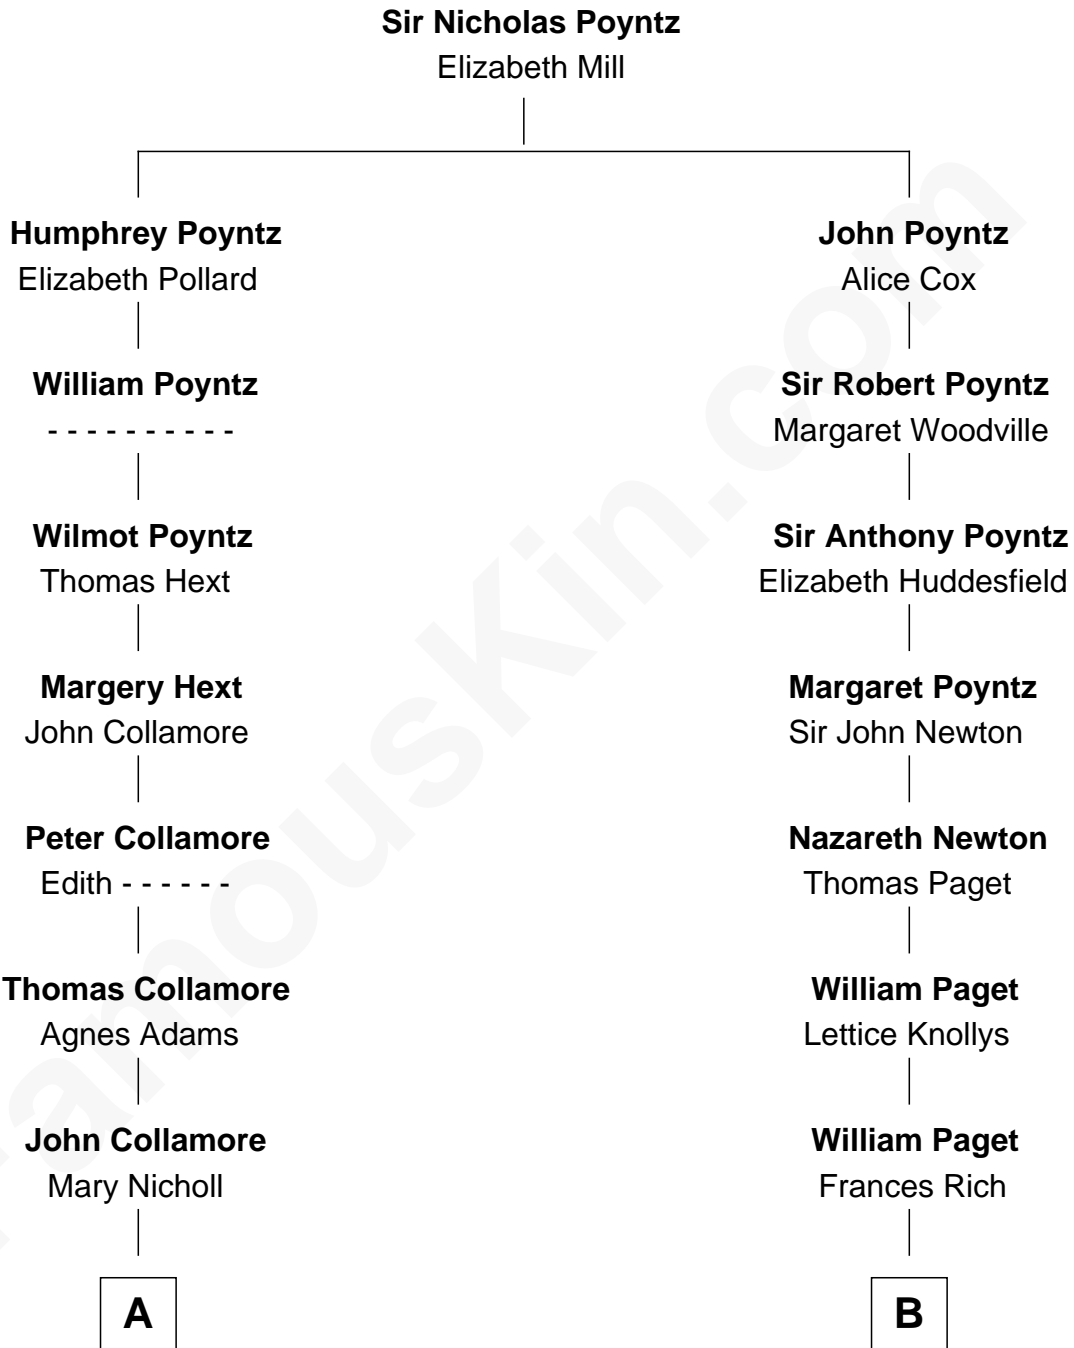 Sir Nicholas Poyntz
Elizabeth Mill
Humphrey Poyntz
Elizabeth Pollard
John Poyntz
Alice Cox
William Poyntz
- - - - - - - - - -
Sir Robert Poyntz
Margaret Woodville
Wilmot Poyntz
Thomas Hext
Sir Anthony Poyntz
Elizabeth Huddesfield
Margery Hext
John Collamore
Margaret Poyntz
Sir John Newton
Peter Collamore
Edith - - - - - -
Nazareth Newton
Thomas Paget
Thomas Collamore
Agnes Adams
William Paget
Lettice Knollys
John Collamore
Mary Nicholl
William Paget
Frances Rich
A
B
FamousKin.com